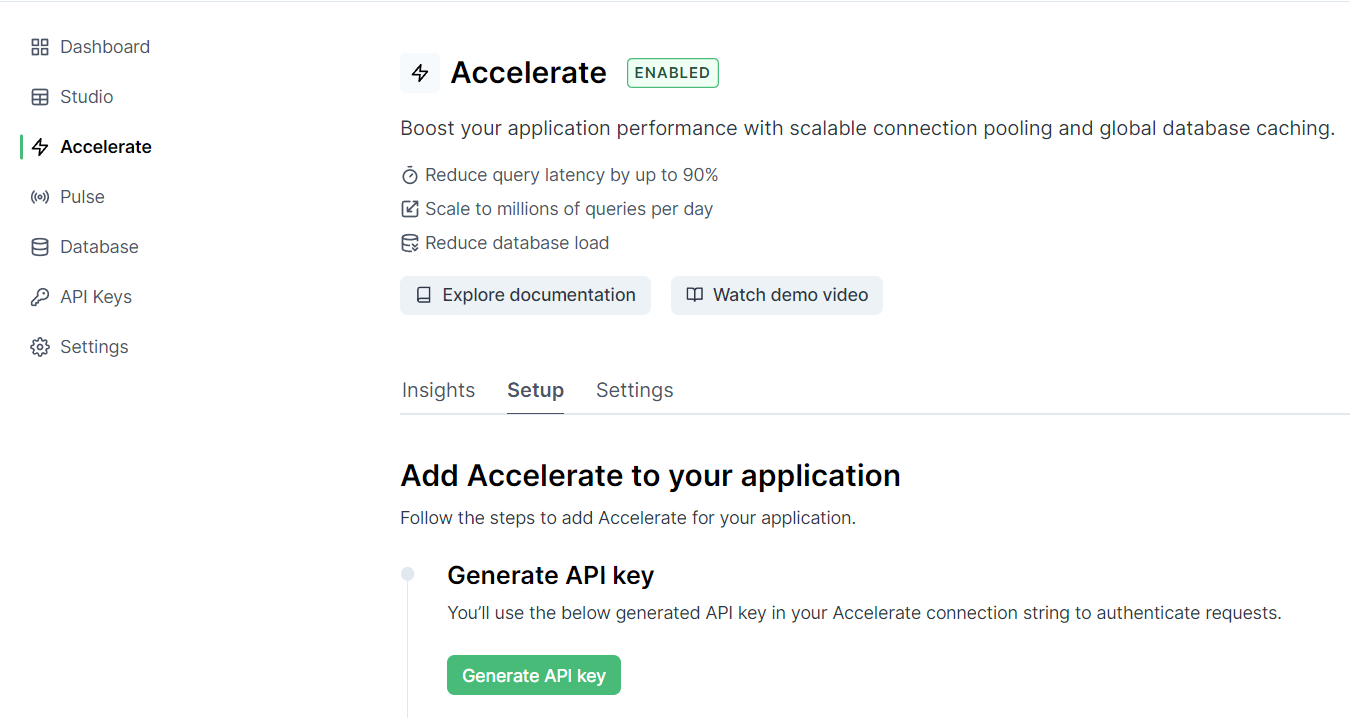 Dashboard
Studio
Accelerate
Pulse
Database
API Keys
Settings
Accelerate ENABLED
Boost your application performance with scalable connection pooling and global database caching.
Reduce query latency by up to 90%
Scale to millions of queries per day
Reduce database load
Explore documentation Watch demo video
Insights Setup Settings
Add Accelerate to your application
Follow the steps to add Accelerate for your application.
Generate API key
You’ll use the below generated API key in your Accelerate connection string to authenticate requests.
Generate API key